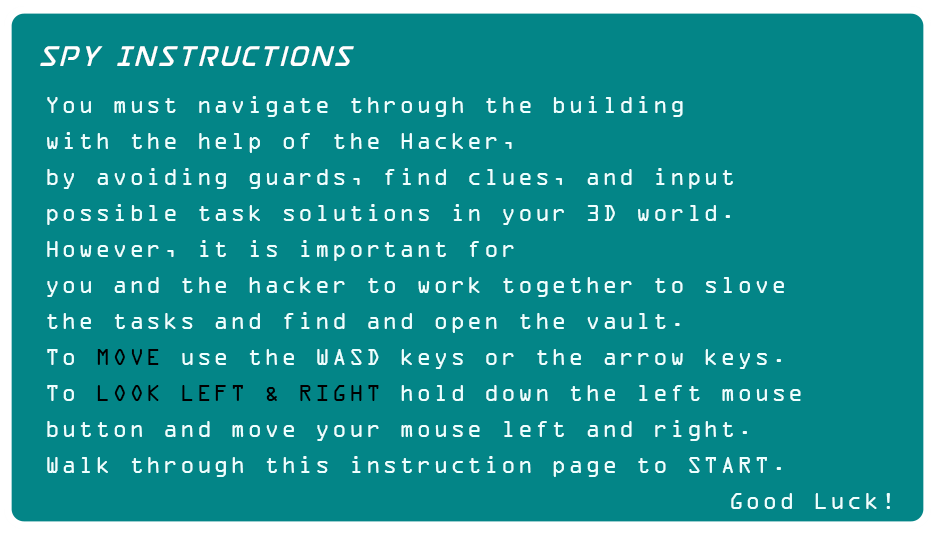 SPY INSTRUCTIONS
You must navigate through the building
with the help of the Hacker,
by avoiding guards, find clues, and input
possible task solutions in your 3D world.
However, it is important for
you and the hacker to work together to slove
the tasks and find and open the vault.
To MOVE use the WASD keys or the arrow keys.
To LOOK LEFT & RIGHT hold down the left mouse
button and move your mouse left and right.
Walk through this instruction page to START.
Good Luck!